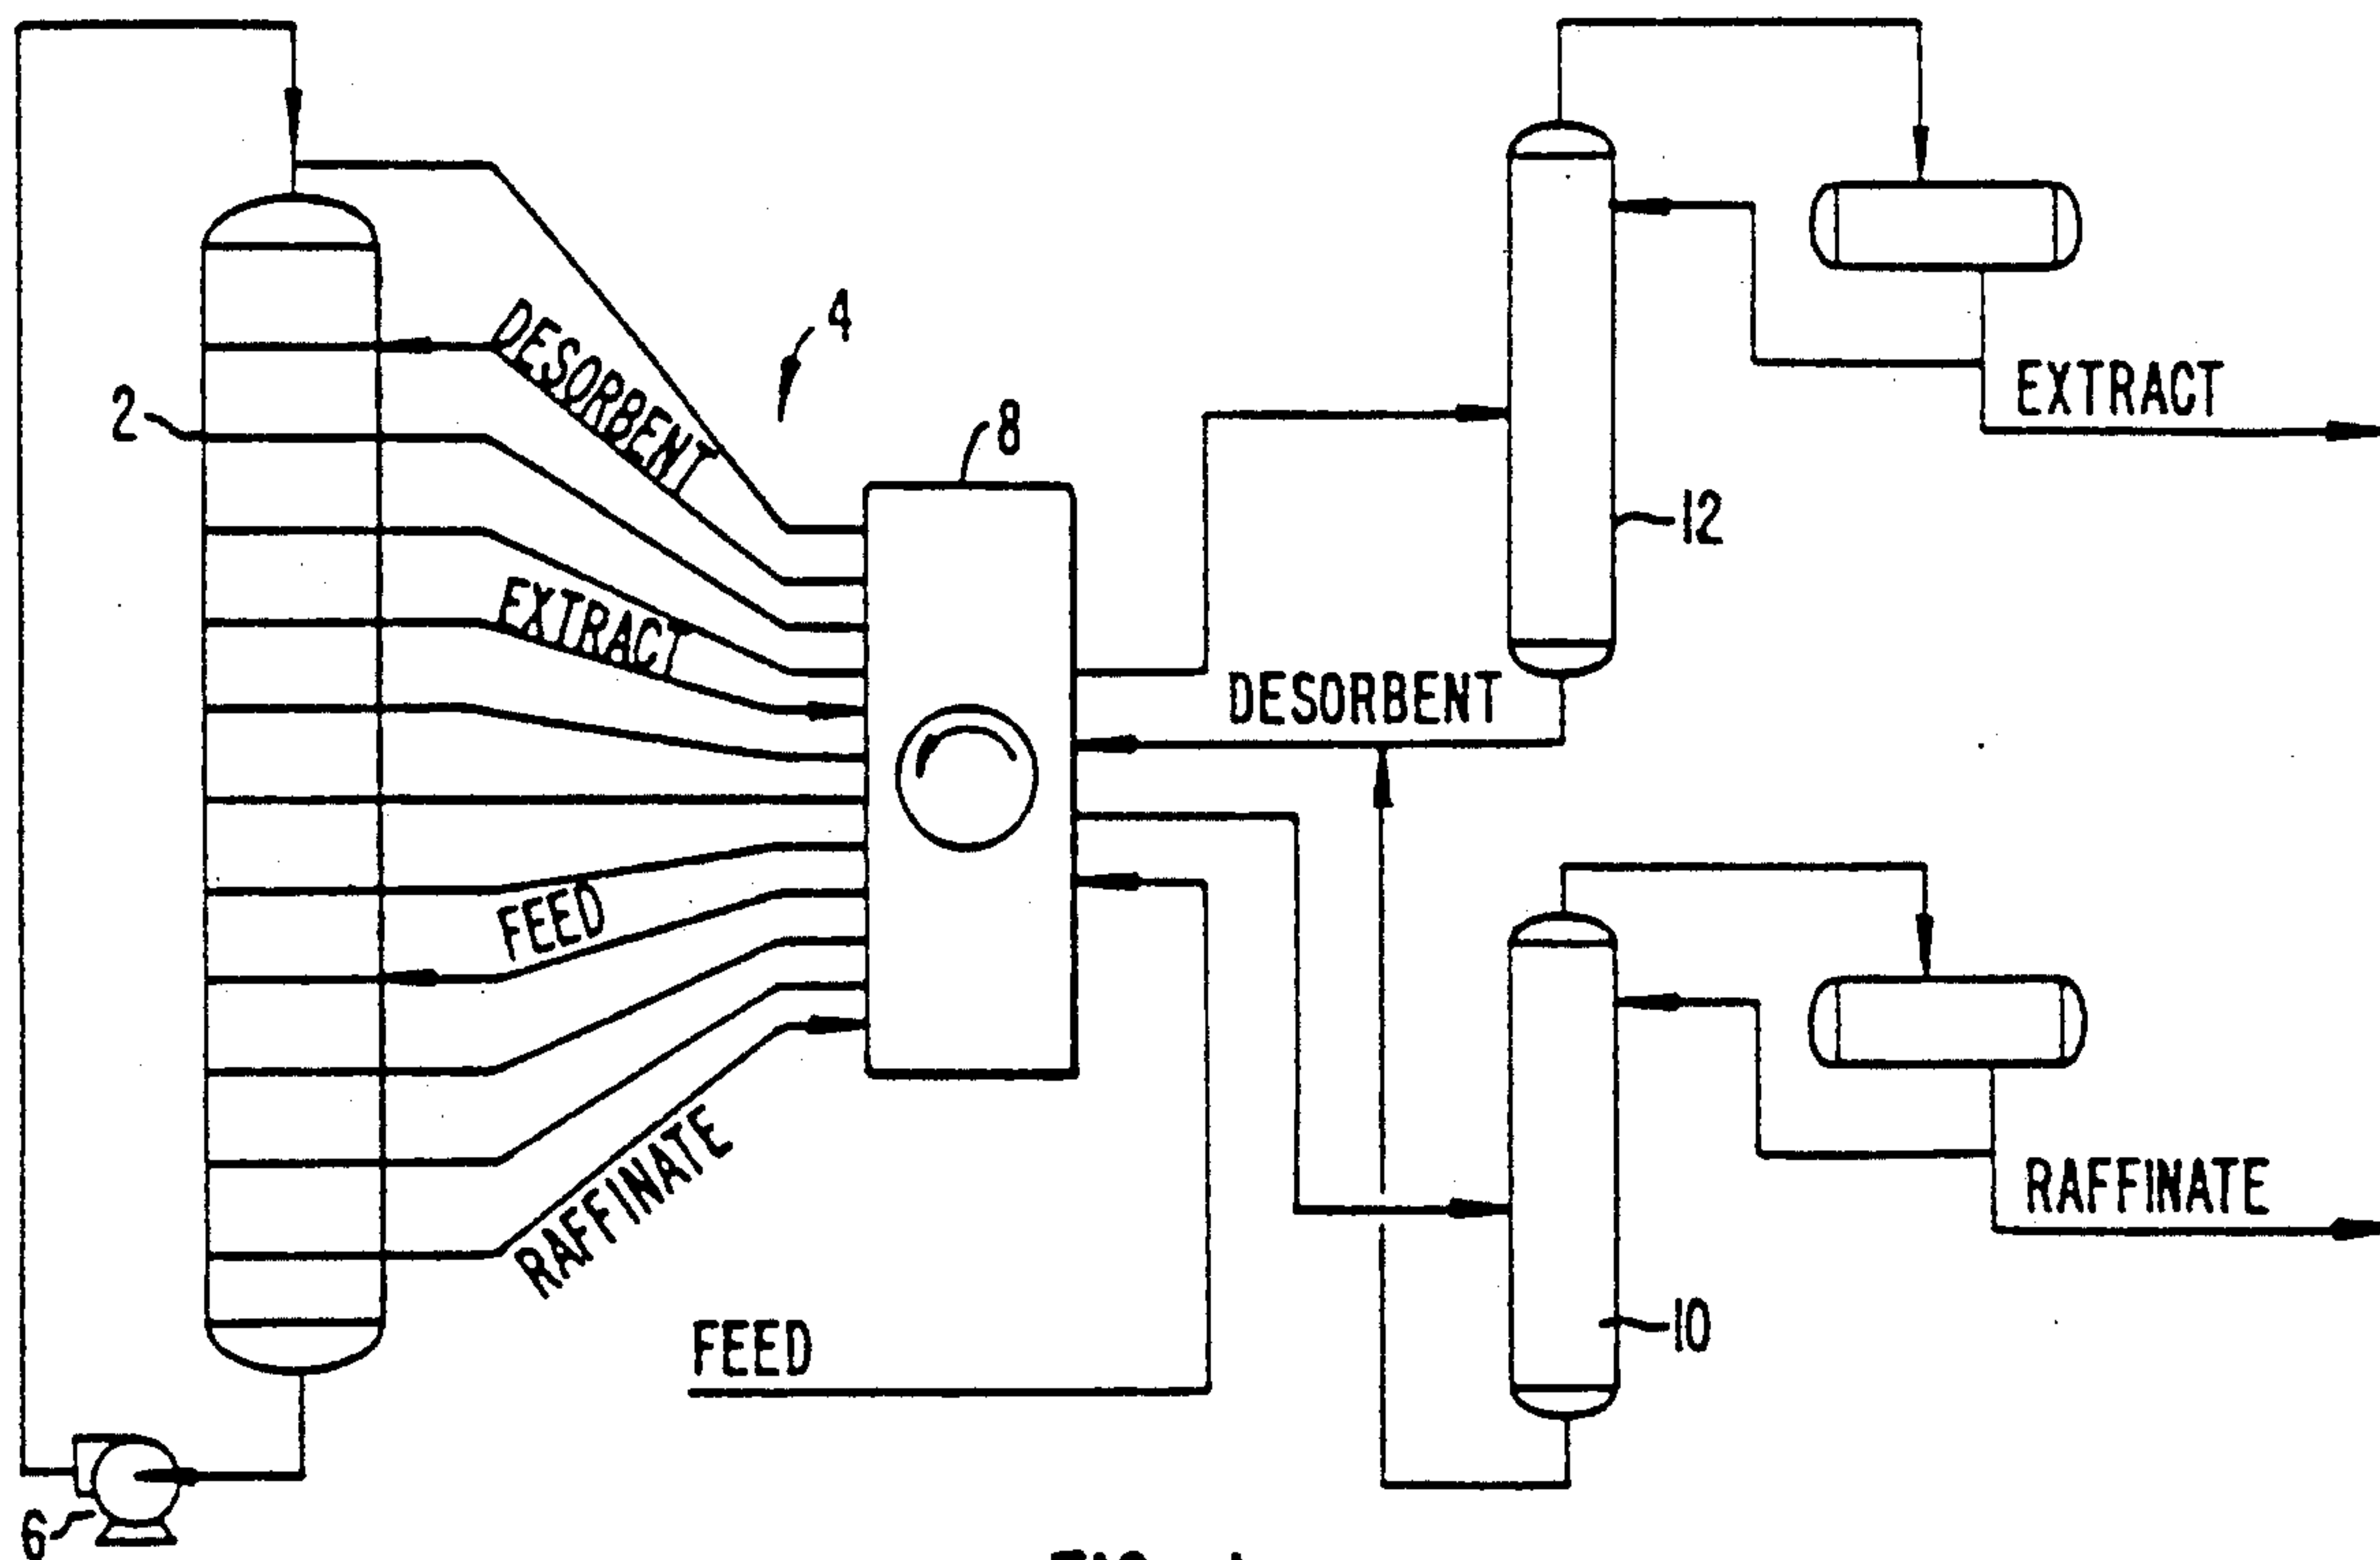 4
DESORBENT
EXTRACT
2
8
12
EXTRACT
DESORBENT
FEED
RAFFINATE
RAFFINATE
10
FEED
6